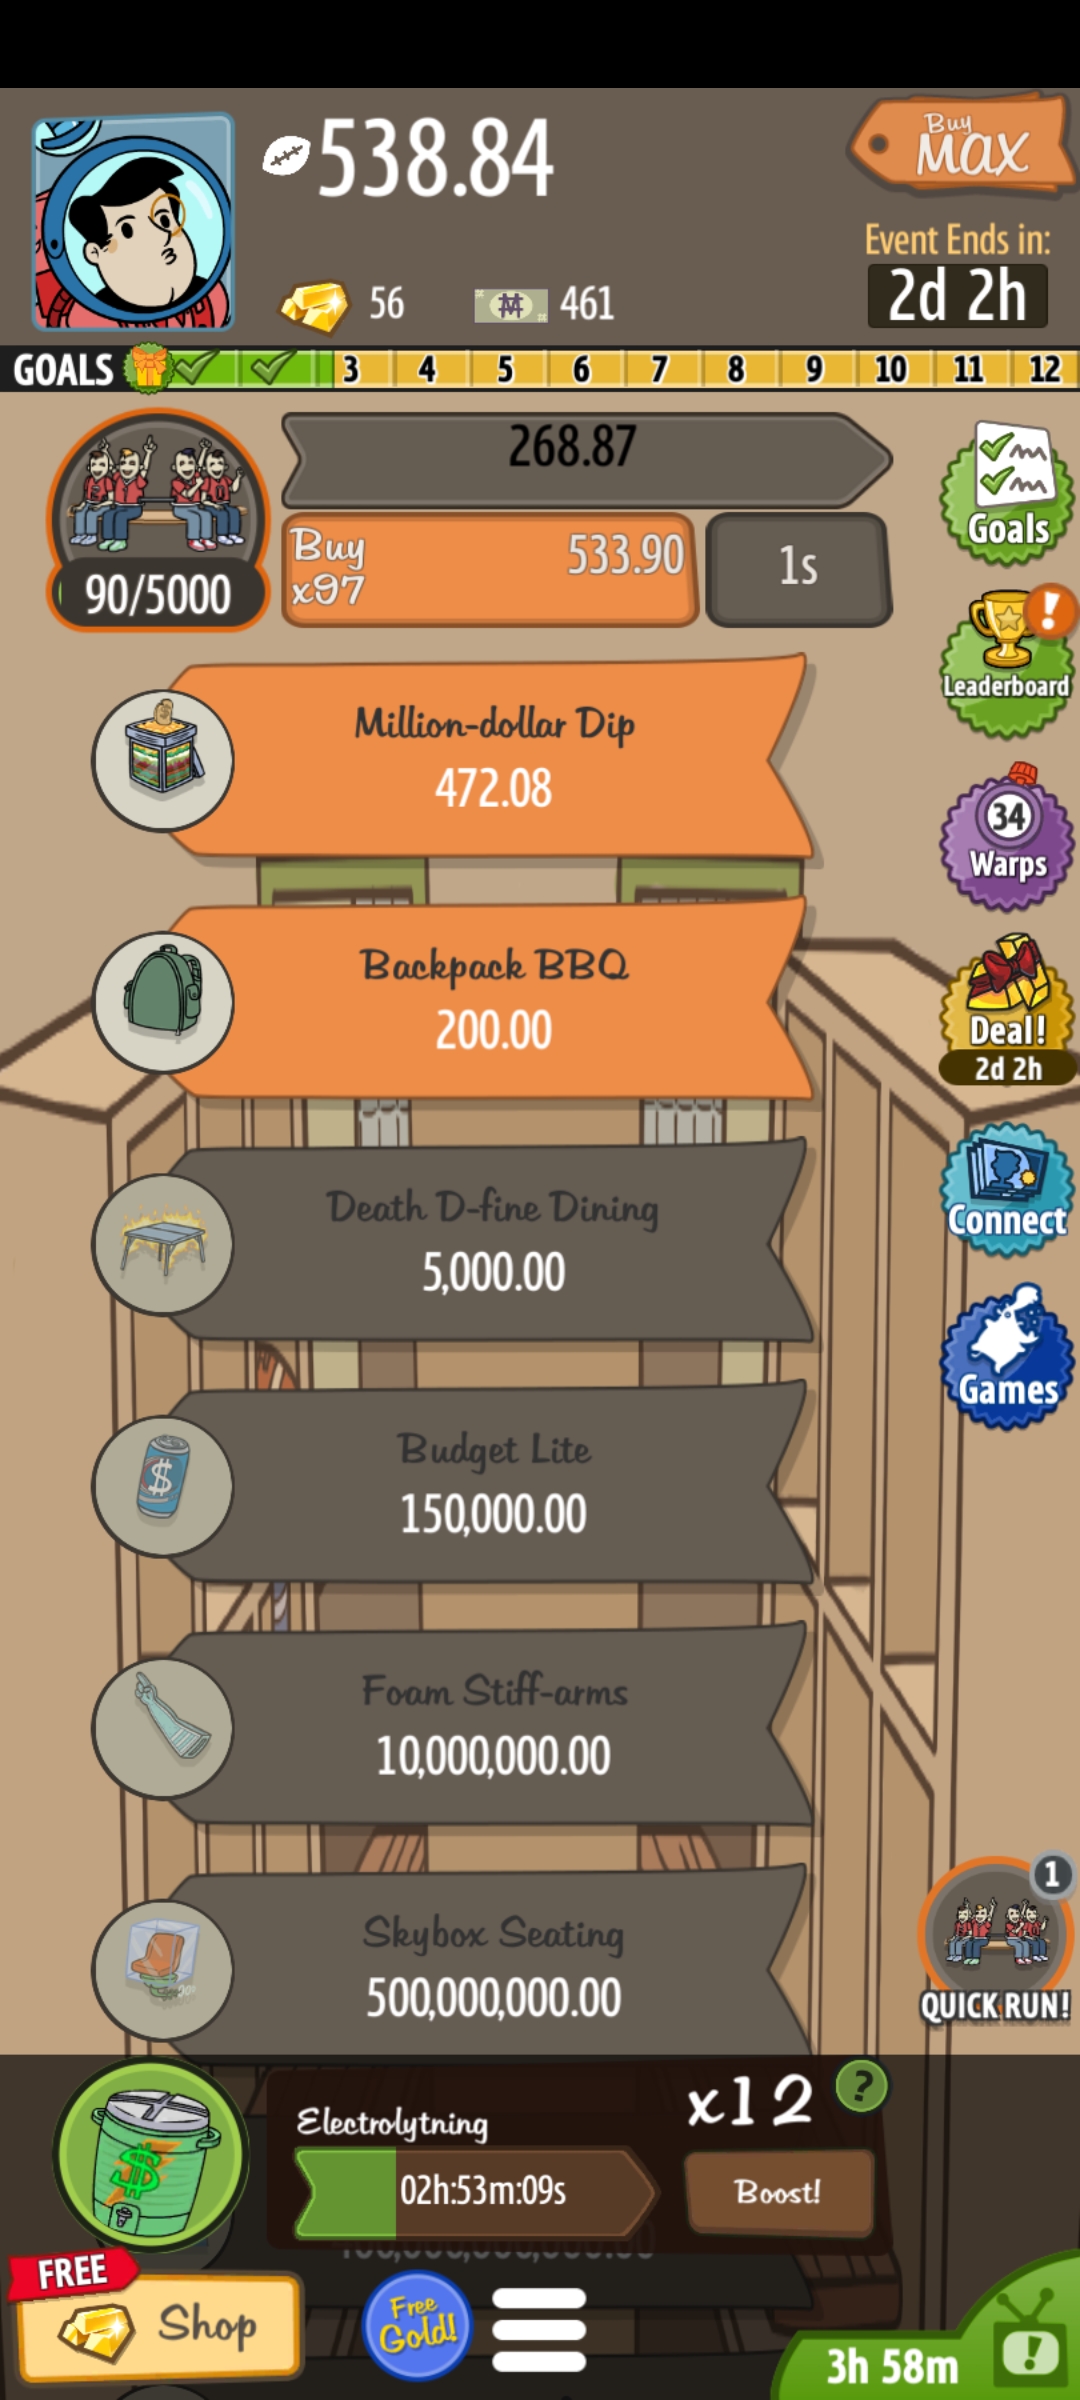 538.84
Buy
MAX
Event Ends in:
2d 2h
56
461
GOALS 3 4 5 6 7 8 9 10 11 12
268.87
90/5000
Buy
x97
533.90
1s
Goals
Million-dollar Dip
472.08
Leaderboard
34
Warps
Backpack BBQ
200.00
Deal!
2d 2h
Death D-fine Dining
5,000.00
Connect
Budget Lite
150,000.00
Games
Foam Stiff-arms
10,000,000.00
Skybox Seating
500,000,000.00
1
QUICK RUN!
Electrolytning
x12
?
02h:53m:09s
Boost!
FREE
Shop
Free
Gold!
3h 58m